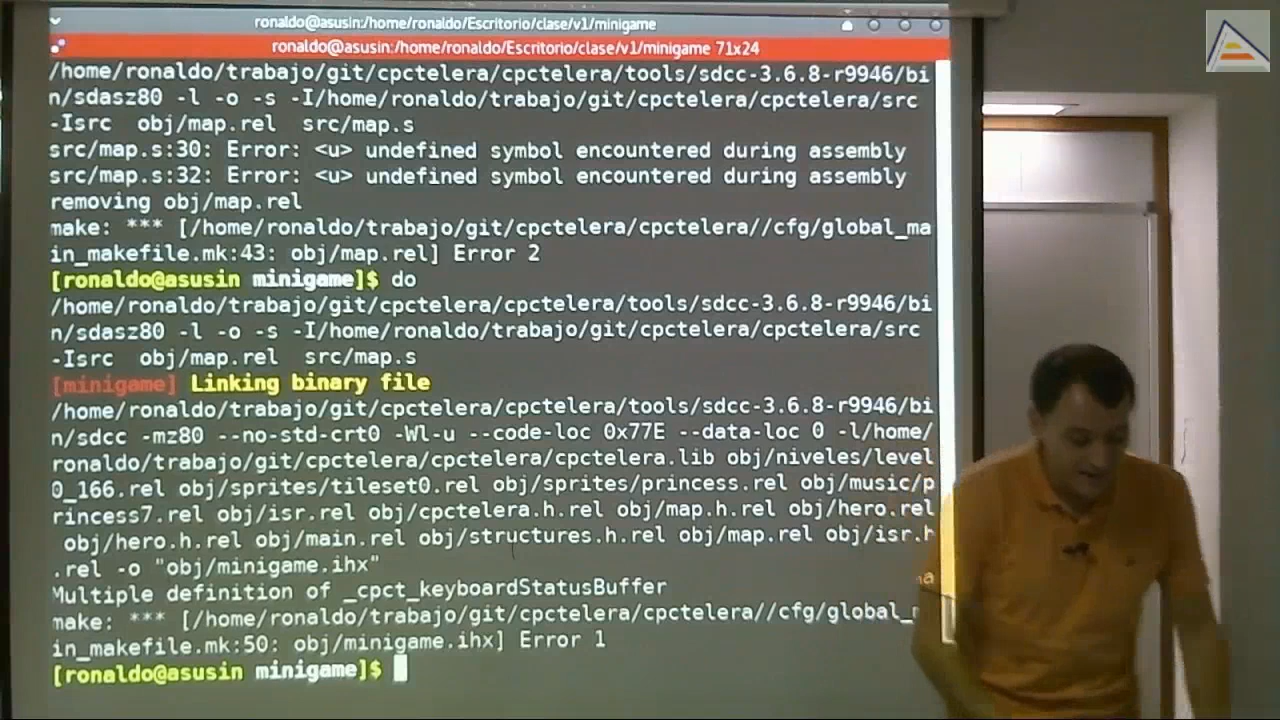 ronaldo@asusin:/home/ronaldo/Escritorio/clase/v1/minigame
ronaldo@asusin:/home/ronaldo/Escritorio/clase/v1/minigame 71x24
/home/ronaldo/trabajo/git/cpctelera/cpctelera/tools/sdcc-3.6.8-r9946/bi
n/sdasz80 -l -o -s -I/home/ronaldo/trabajo/git/cpctelera/cpctelera/src
-Isrc  obj/map.rel  src/map.s
src/map.s:30: Error: <u> undefined symbol encountered during assembly
src/map.s:32: Error: <u> undefined symbol encountered during assembly
removing obj/map.rel
make: *** [/home/ronaldo/trabajo/git/cpctelera/cpctelera//cfg/global_ma
in_makefile.mk:43: obj/map.rel] Error 2
[ronaldo@asusin minigame]$ do
/home/ronaldo/trabajo/git/cpctelera/cpctelera/tools/sdcc-3.6.8-r9946/bi
n/sdasz80 -l -o -s -I/home/ronaldo/trabajo/git/cpctelera/cpctelera/src
-Isrc  obj/map.rel  src/map.s
[minigame] Linking binary file
/home/ronaldo/trabajo/git/cpctelera/cpctelera/tools/sdcc-3.6.8-r9946/bi
n/sdcc -mz80 --no-std-crt0 -Wl-u --code-loc 0x77E --data-loc 0 -l/home/
ronaldo/trabajo/git/cpctelera/cpctelera/cpctelera.lib obj/niveles/level
0_166.rel obj/sprites/tileset0.rel obj/sprites/princess.rel obj/music/p
rincess7.rel obj/isr.rel obj/cpctelera.h.rel obj/map.h.rel obj/hero.rel
obj/hero.h.rel obj/main.rel obj/structures.h.rel obj/map.rel obj/isr.h
.rel -o "obj/minigame.ihx"
Multiple definition of _cpct_keyboardStatusBuffer
make: *** [/home/ronaldo/trabajo/git/cpctelera/cpctelera//cfg/global_m
in_makefile.mk:50: obj/minigame.ihx] Error 1
[ronaldo@asusin minigame]$